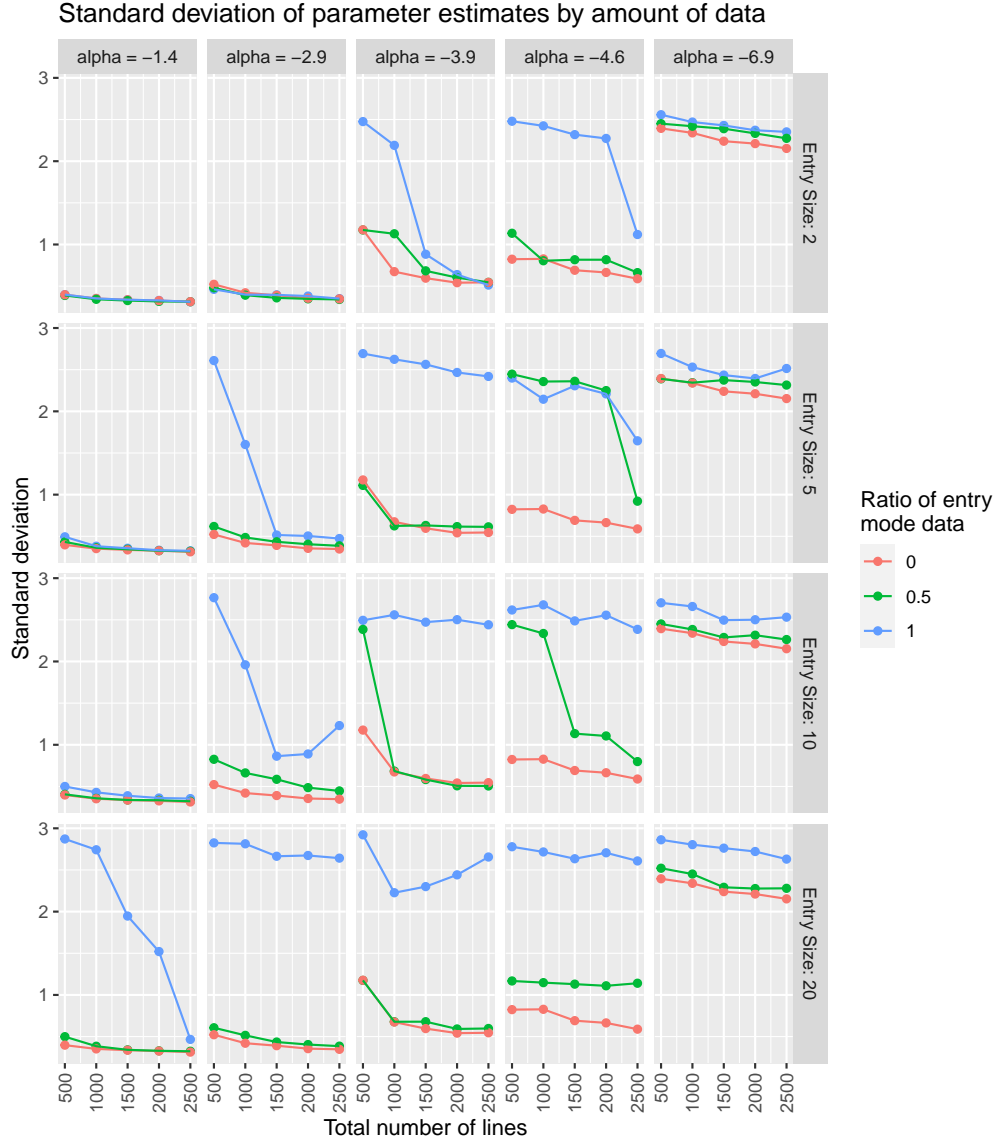 Standard deviation of parameter estimates by amount of data
alpha = −1.4
alpha = −2.9
alpha = −3.9
alpha = −4.6
alpha = −6.9
3
2
1
Entry Size: 2
3
2
1
Entry Size: 5
3
2
1
Entry Size: 10
3
2
1
Entry Size: 20
Standard deviation
500 1000 1500 2000 2500
500 1000 1500 2000 2500
500 1000 1500 2000 2500
500 1000 1500 2000 2500
500 1000 1500 2000 2500
Total number of lines
Ratio of entry
mode data
0
0.5
1